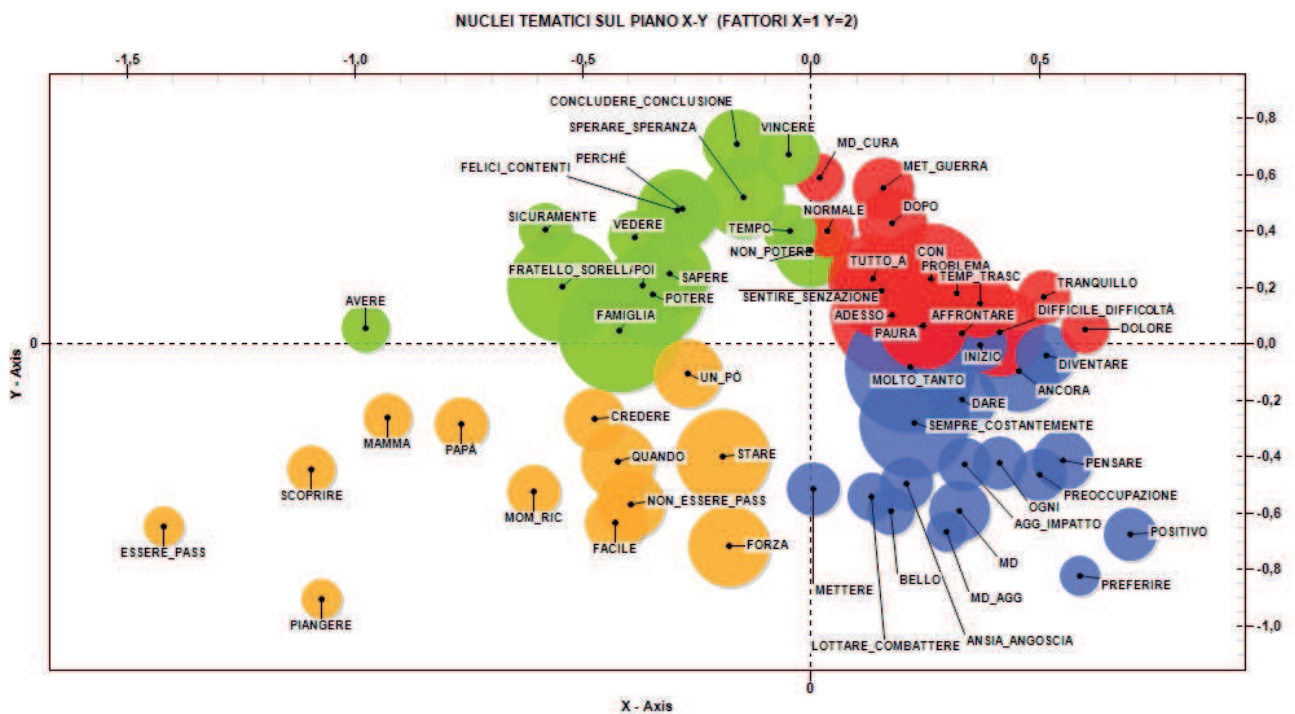 NUCLEI TEMATICI SUL PIANO X-Y (FATTORI X=1 Y=2)
-1,5 -1,0 -0,5 0,0 0,5
CONCLUDERE_CONCLUSIONE
0,8
SPERARE_SPERANZA
VINCERE
MD_CURA
PERCHÉ
FELICI_CONTENTI
MET_GUERRA
0,6
SICURAMENTE
VEDERE
TEMPO
NORMALE
DOPO
0,4
NON_POTERE
CON
FRATELLO_SORELLA
POI
SAPERE
TUTTO_A
PROBLEMA
TEMP_TRASC
TRANQUILLO
0,2
AVERE
POTERE
SENTIRE_SENZAZIONE
FAMIGLIA
ADESSO
AFFRONTARE
DIFFICILE_DIFFICOLTÀ
PAURA
DOLORE
0
0,0
INIZIO
DIVENTARE
UN_PÒ
MOLTO_TANTO
ANCORA
DARE
-0,2
CREDERE
MAMMA
PAPÀ
SEMPRE_COSTANTEMENTE
QUANDO
STARE
PENSARE
-0,4
SCOPRIRE
PREOCCUPAZIONE
NON_ESSERE_PASS
OGNI
MOM_RIC
AGG_IMPATTO
-0,6
ESSERE_PASS
FACILE
FORZA
POSITIVO
MD
BELLO
PREFERIRE
-0,8
METTERE
MD_AGG
PIANGERE
-1,0
ANSIA_ANGOSCIA
LOTTARE_COMBATTERE
Y - Axis
0
X - Axis